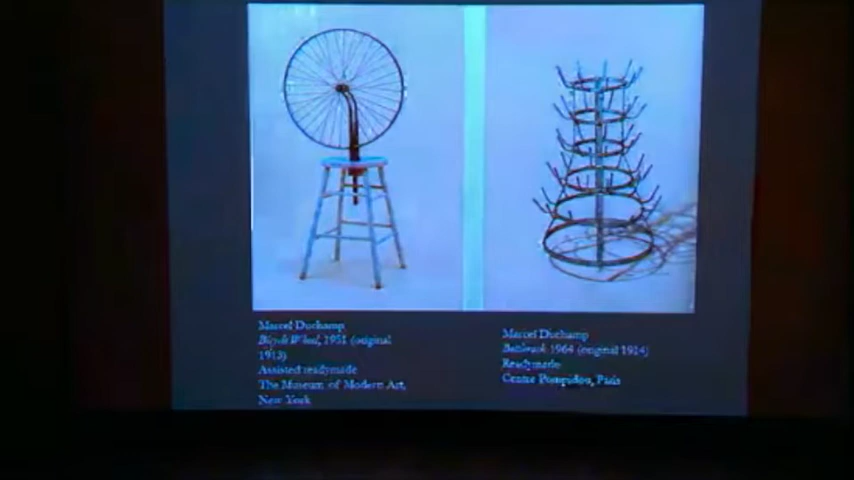 Marcel Duchamp
Bicycle Wheel, 1951 (original
1913)
Assisted readymade
The Museum of Modern Art,
New York
Marcel Duchamp
Bottlerack 1964 (original 1914)
Readymade
Centre Pompidou, Paris